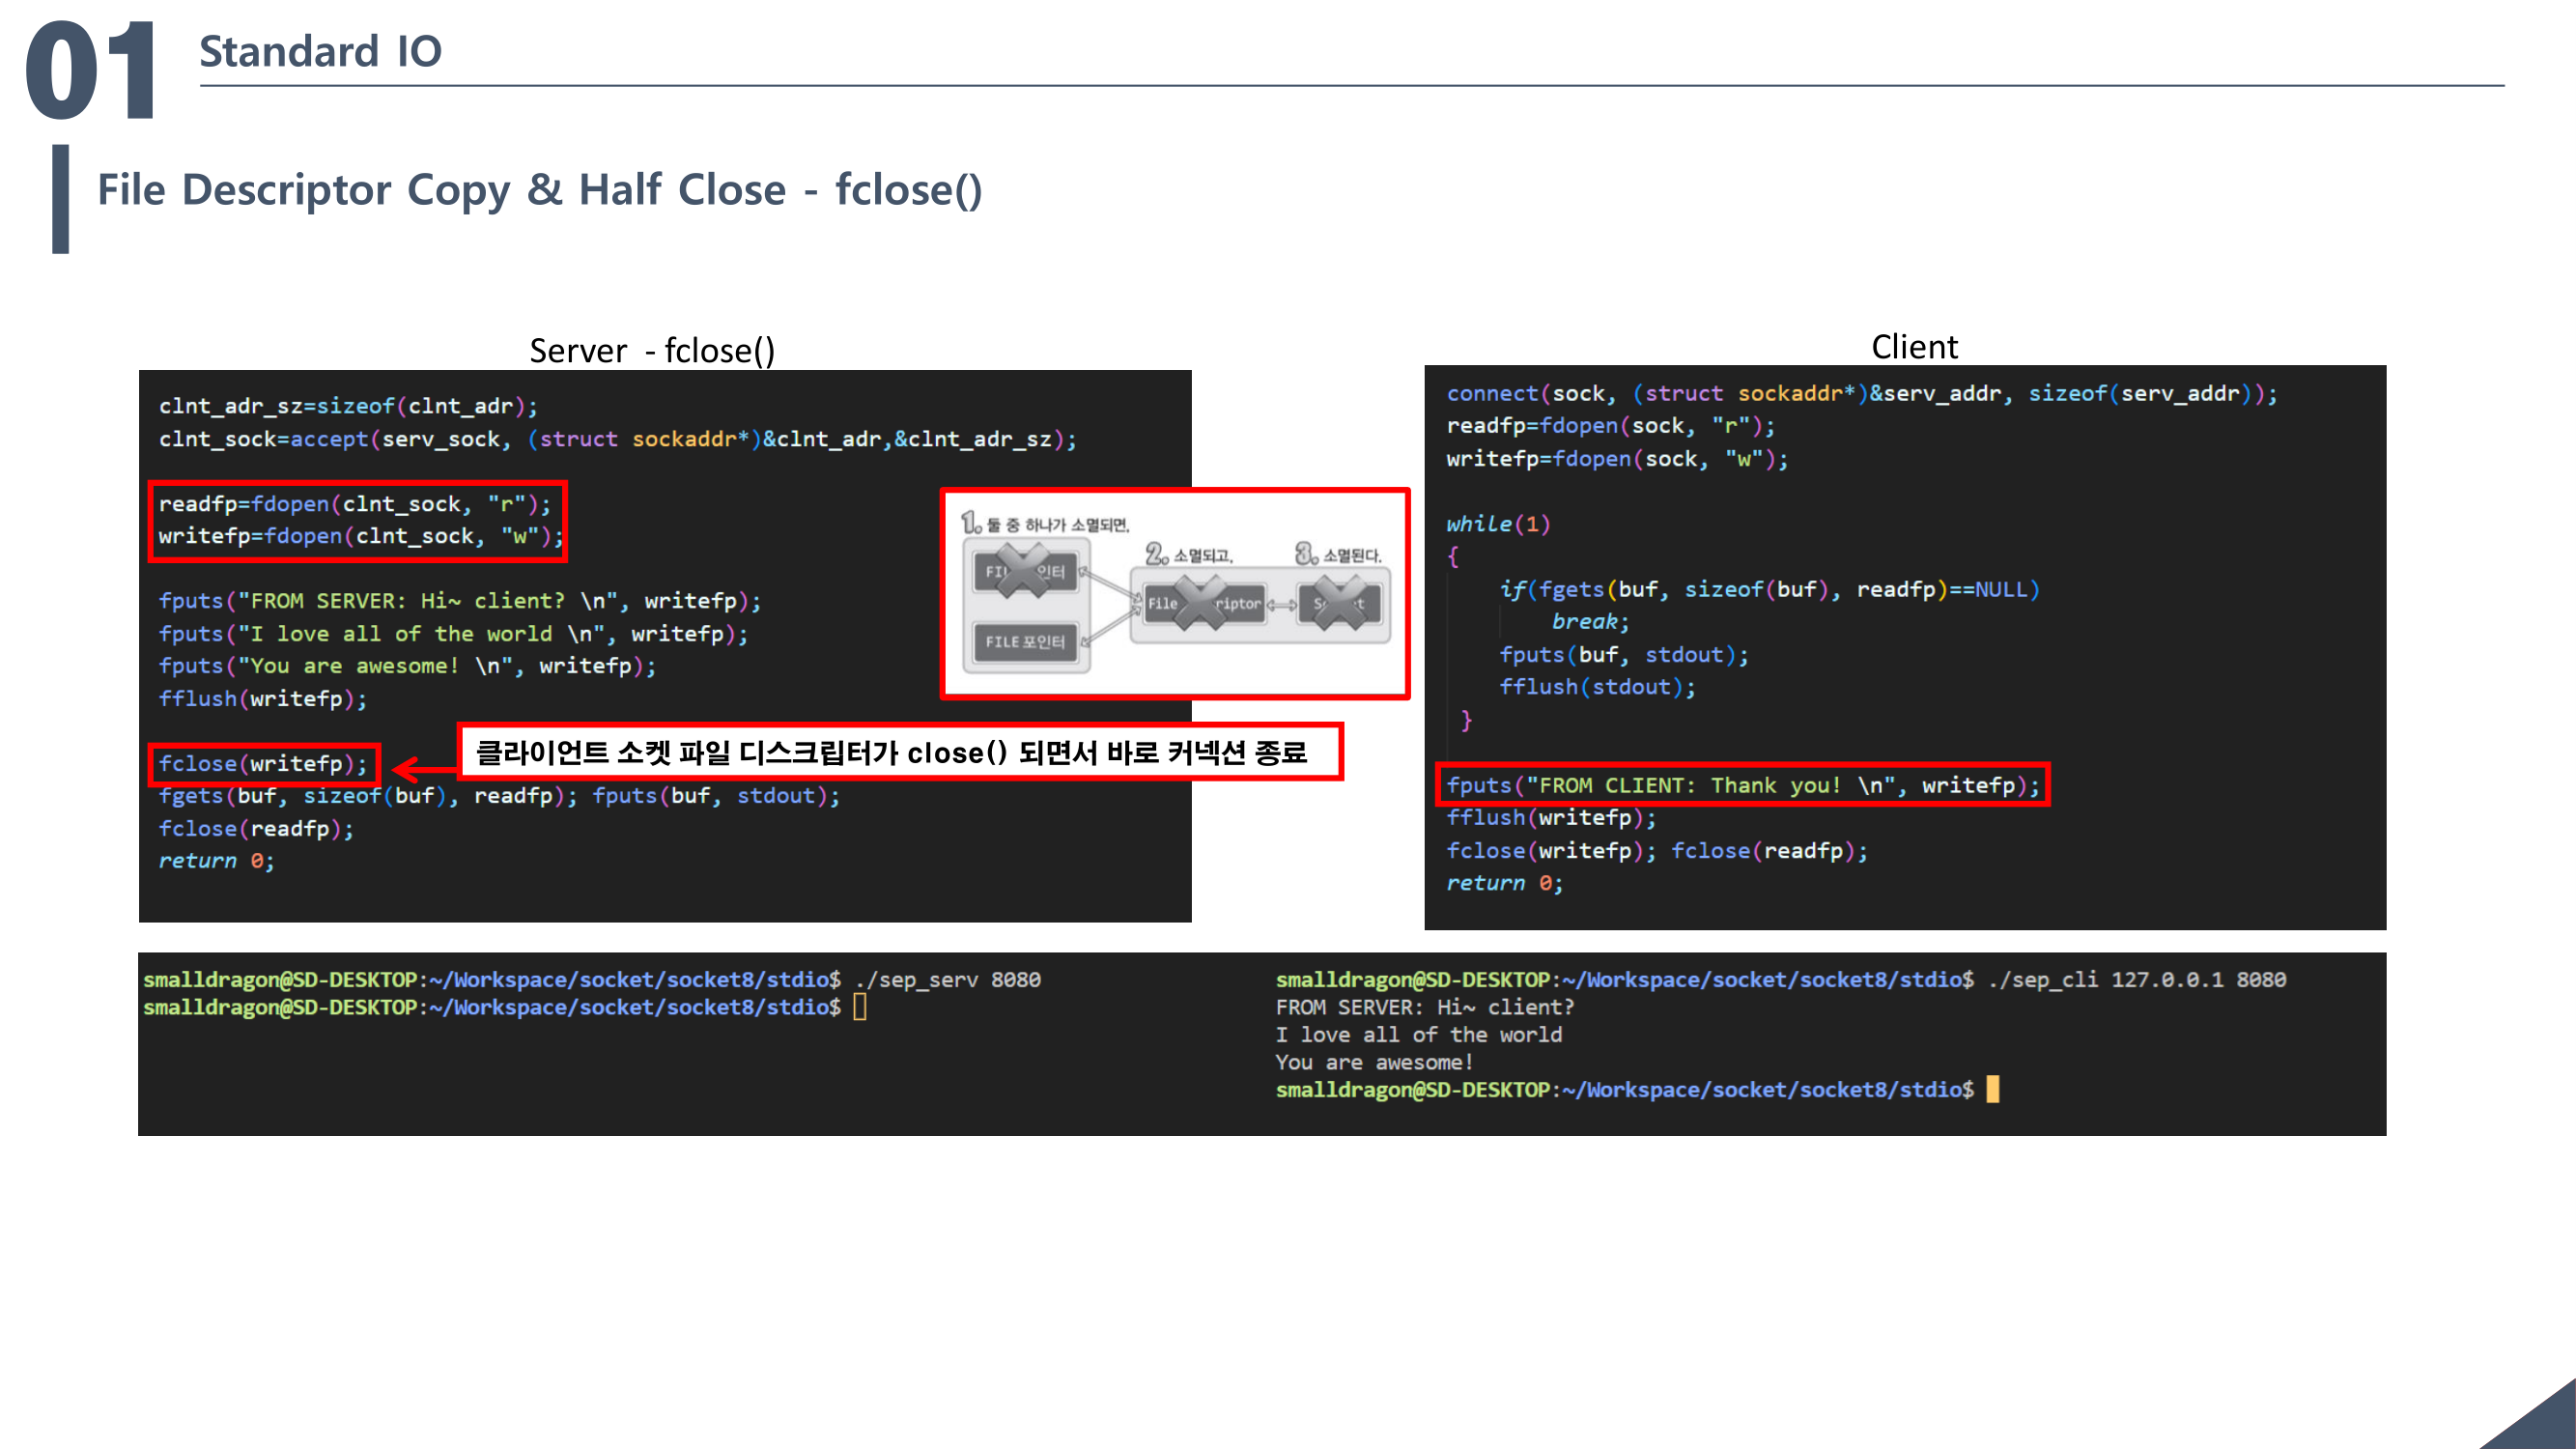 01
Standard IO
File Descriptor Copy & Half Close - fclose()
Server - fclose()
clnt_adr_sz=sizeof(clnt_adr);
clnt_sock=accept(serv_sock, (struct sockaddr*)&clnt_adr,&clnt_adr_sz);
readfp=fdopen(clnt_sock, "r");
writefp=fdopen(clnt_sock, "w");
fputs("FROM SERVER: Hi~ client? \n", writefp);
fputs("I love all of the world \n", writefp);
fputs("You are awesome! \n", writefp);
fflush(writefp);
fclose(writefp);
클라이언트 소켓 파일 디스크립터가 close() 되면서 바로 커넥션 종료
fgets(buf, sizeof(buf), readfp); fputs(buf, stdout);
fclose(readfp);
return 0;
1. 둘 중 하나가 소멸되면,
2. 소멸되고,
3. 소멸된다.
File
FILE 포인터
Client
connect(sock, (struct sockaddr*)&serv_addr, sizeof(serv_addr));
readfp=fdopen(sock, "r");
writefp=fdopen(sock, "w");
while(1)
{
if(fgets(buf, sizeof(buf), readfp)==NULL)
break;
fputs(buf, stdout);
fflush(stdout);
}
fputs("FROM CLIENT: Thank you! \n", writefp);
fflush(writefp);
fclose(writefp); fclose(readfp);
return 0;
smalldragon@SD-DESKTOP:~/Workspace/socket/socket8/stdio$ ./sep_serv 8080
smalldragon@SD-DESKTOP:~/Workspace/socket/socket8/stdio$
smalldragon@SD-DESKTOP:~/Workspace/socket/socket8/stdio$ ./sep_cli 127.0.0.1 8080
FROM SERVER: Hi~ client?
I love all of the world
You are awesome!
smalldragon@SD-DESKTOP:~/Workspace/socket/socket8/stdio$